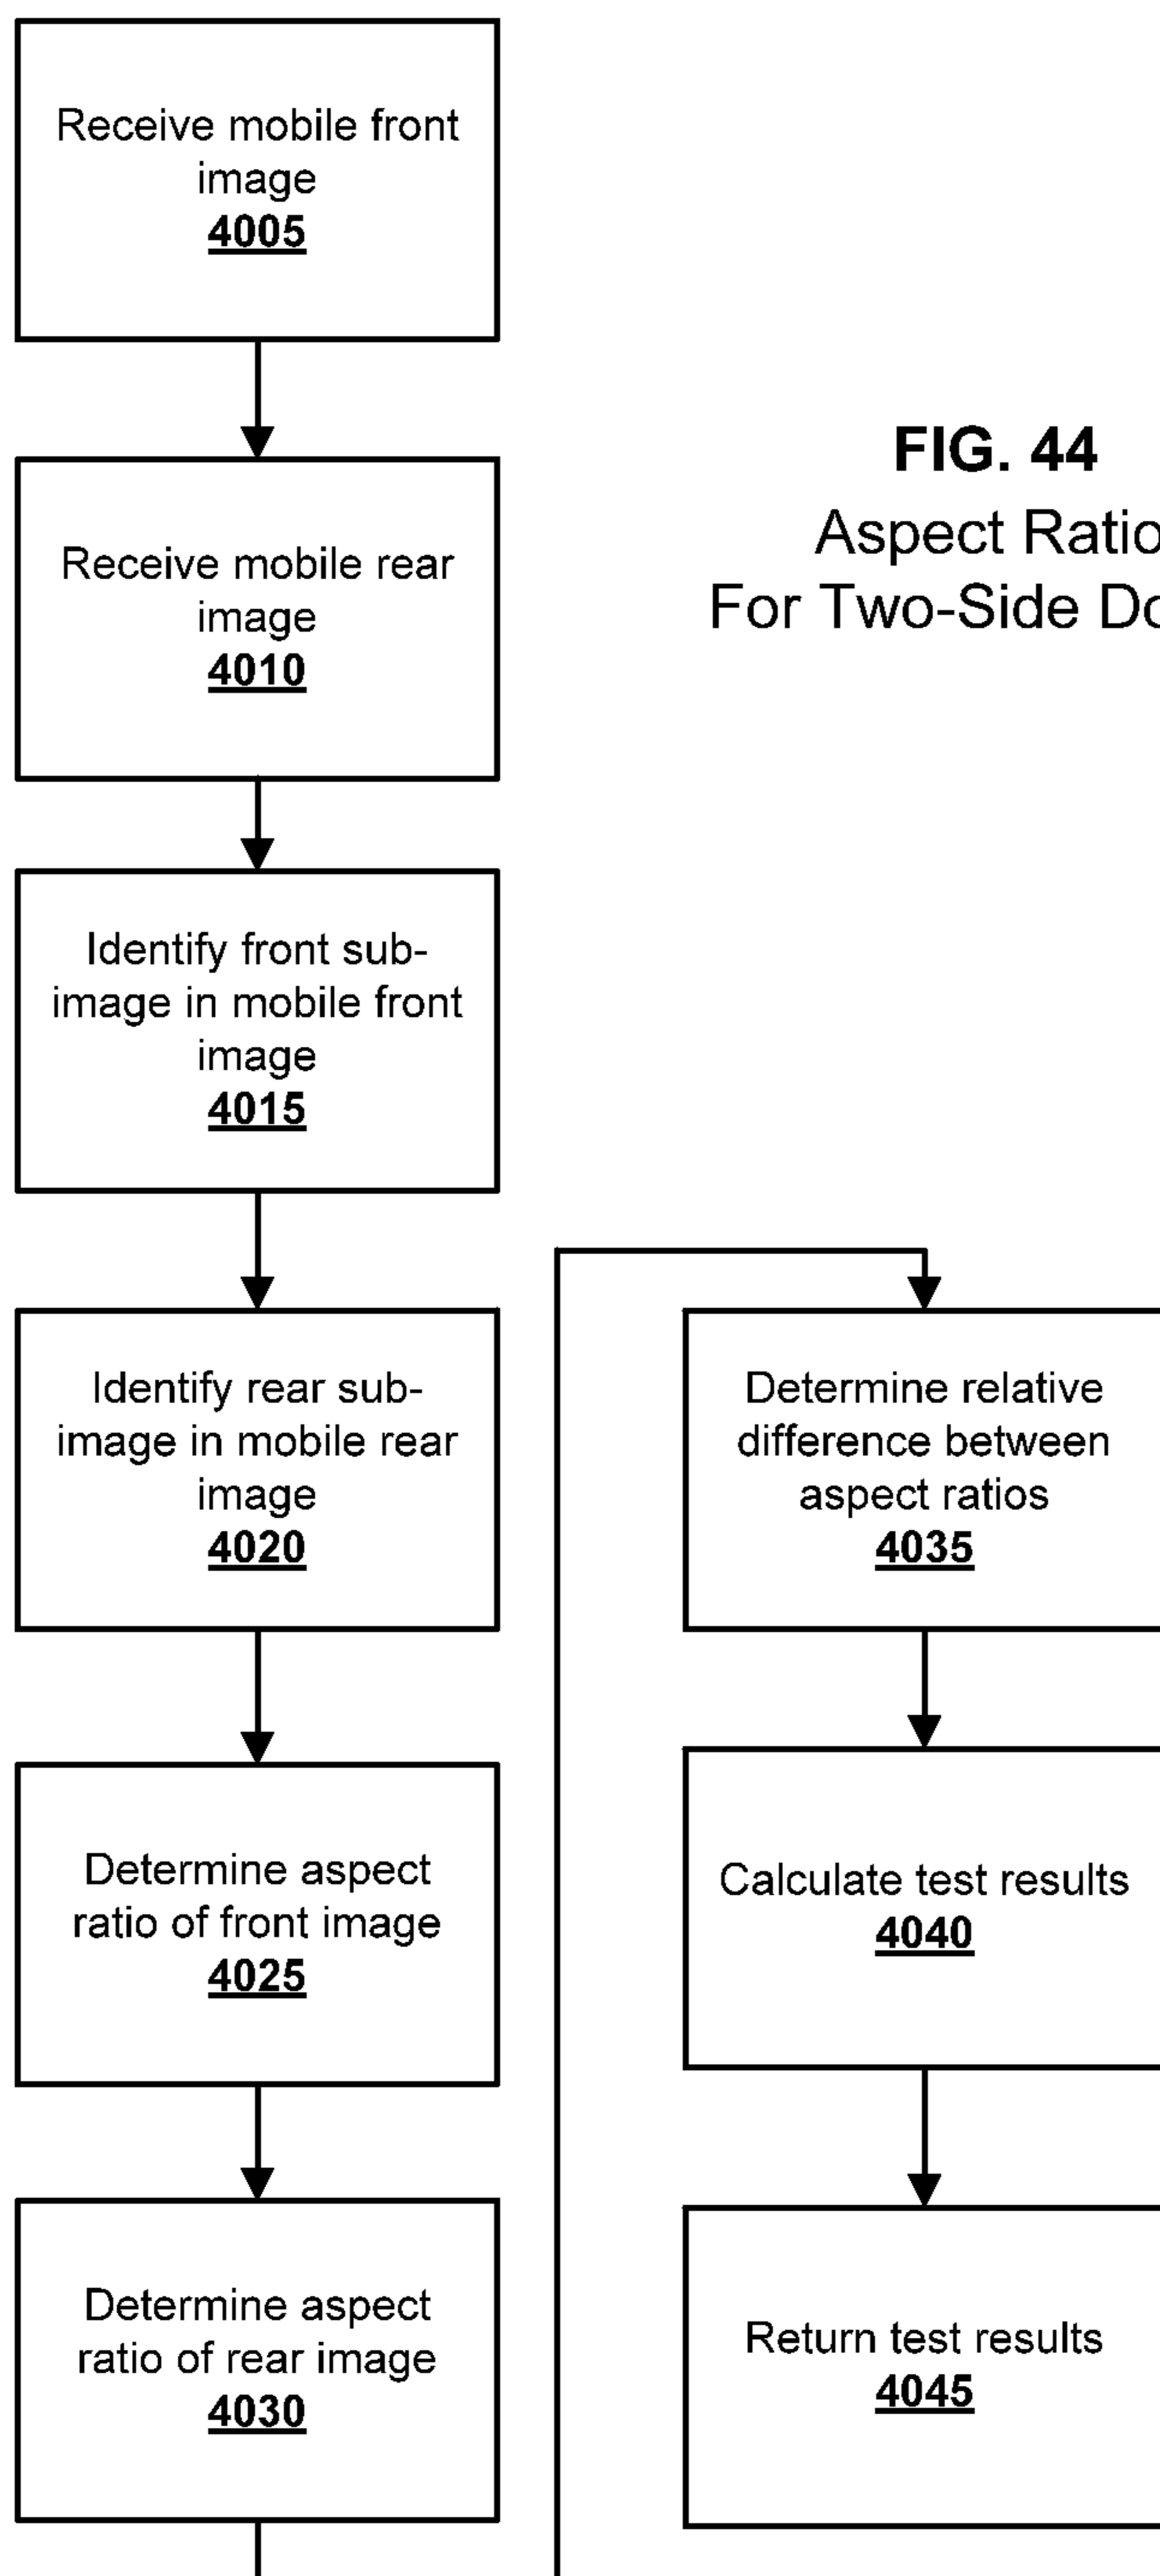 Receive mobile front
image
4005
Receive mobile rear
image
4010
Identify front sub-
image in mobile front
image
4015
Identify rear sub-
image in mobile rear
image
4020
Determine aspect
ratio of front image
4025
Determine aspect
ratio of rear image
4030
FIG. 44
Aspect Ratio
For Two-Side
Determine relative
difference between
aspect ratios
4035
Calculate test results
4040
Return test results
4045